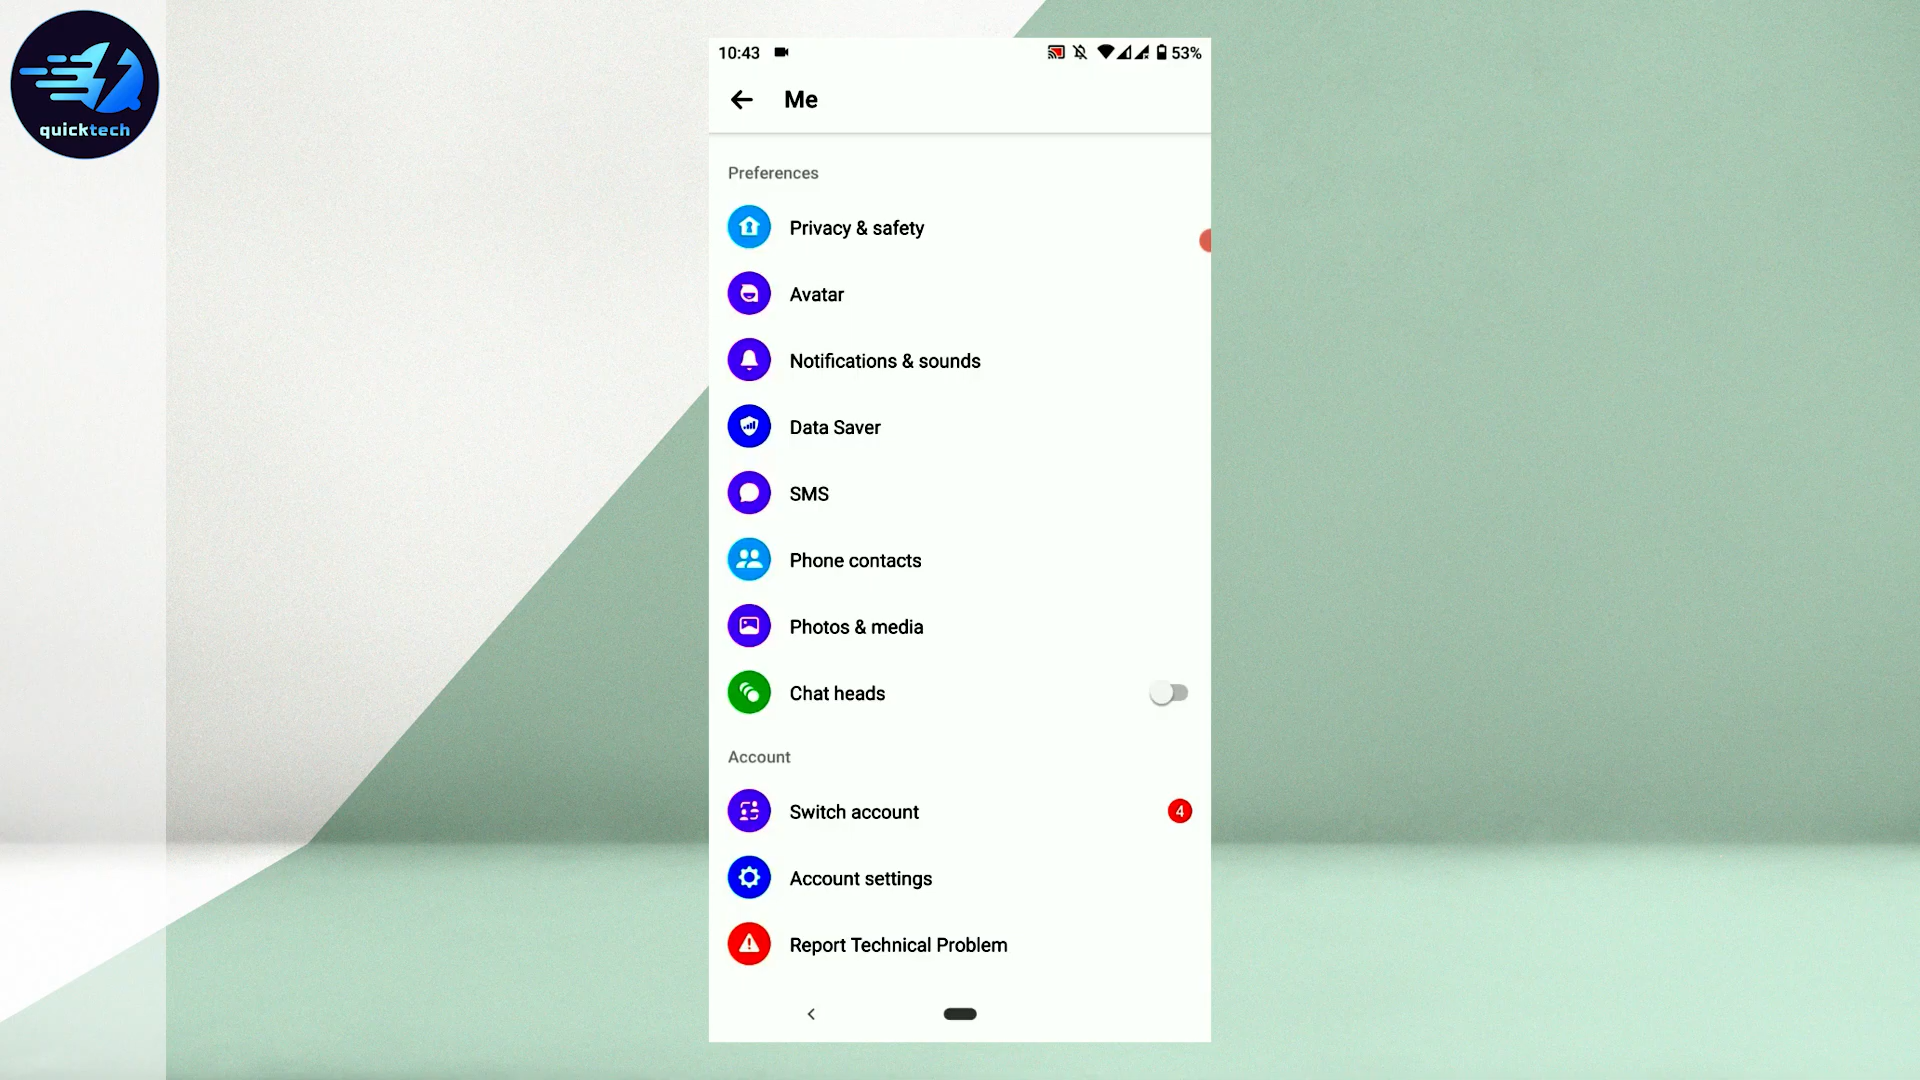 quicktech
10:43
53%
Me
Preferences
Privacy & safety
Avatar
Notifications & sounds
Data Saver
SMS
Phone contacts
Photos & media
Chat heads
Account
Switch account
4
Account settings
Report Technical Problem